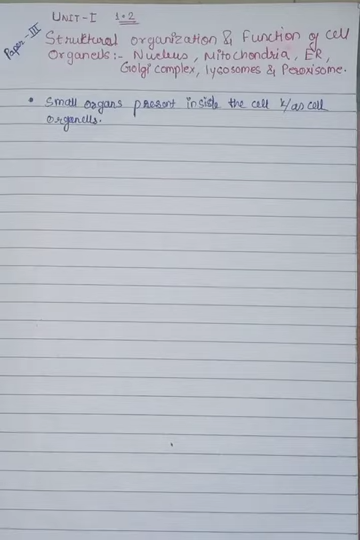 UNIT-I 1.2
Paper-III
Structural organization & Function of cell
Organells:- Nucleus, Mitochondria, ER,
Golgi complex, lycosomes & Peroxisome.
• Small organs present inside the cell k/as cell
organells.